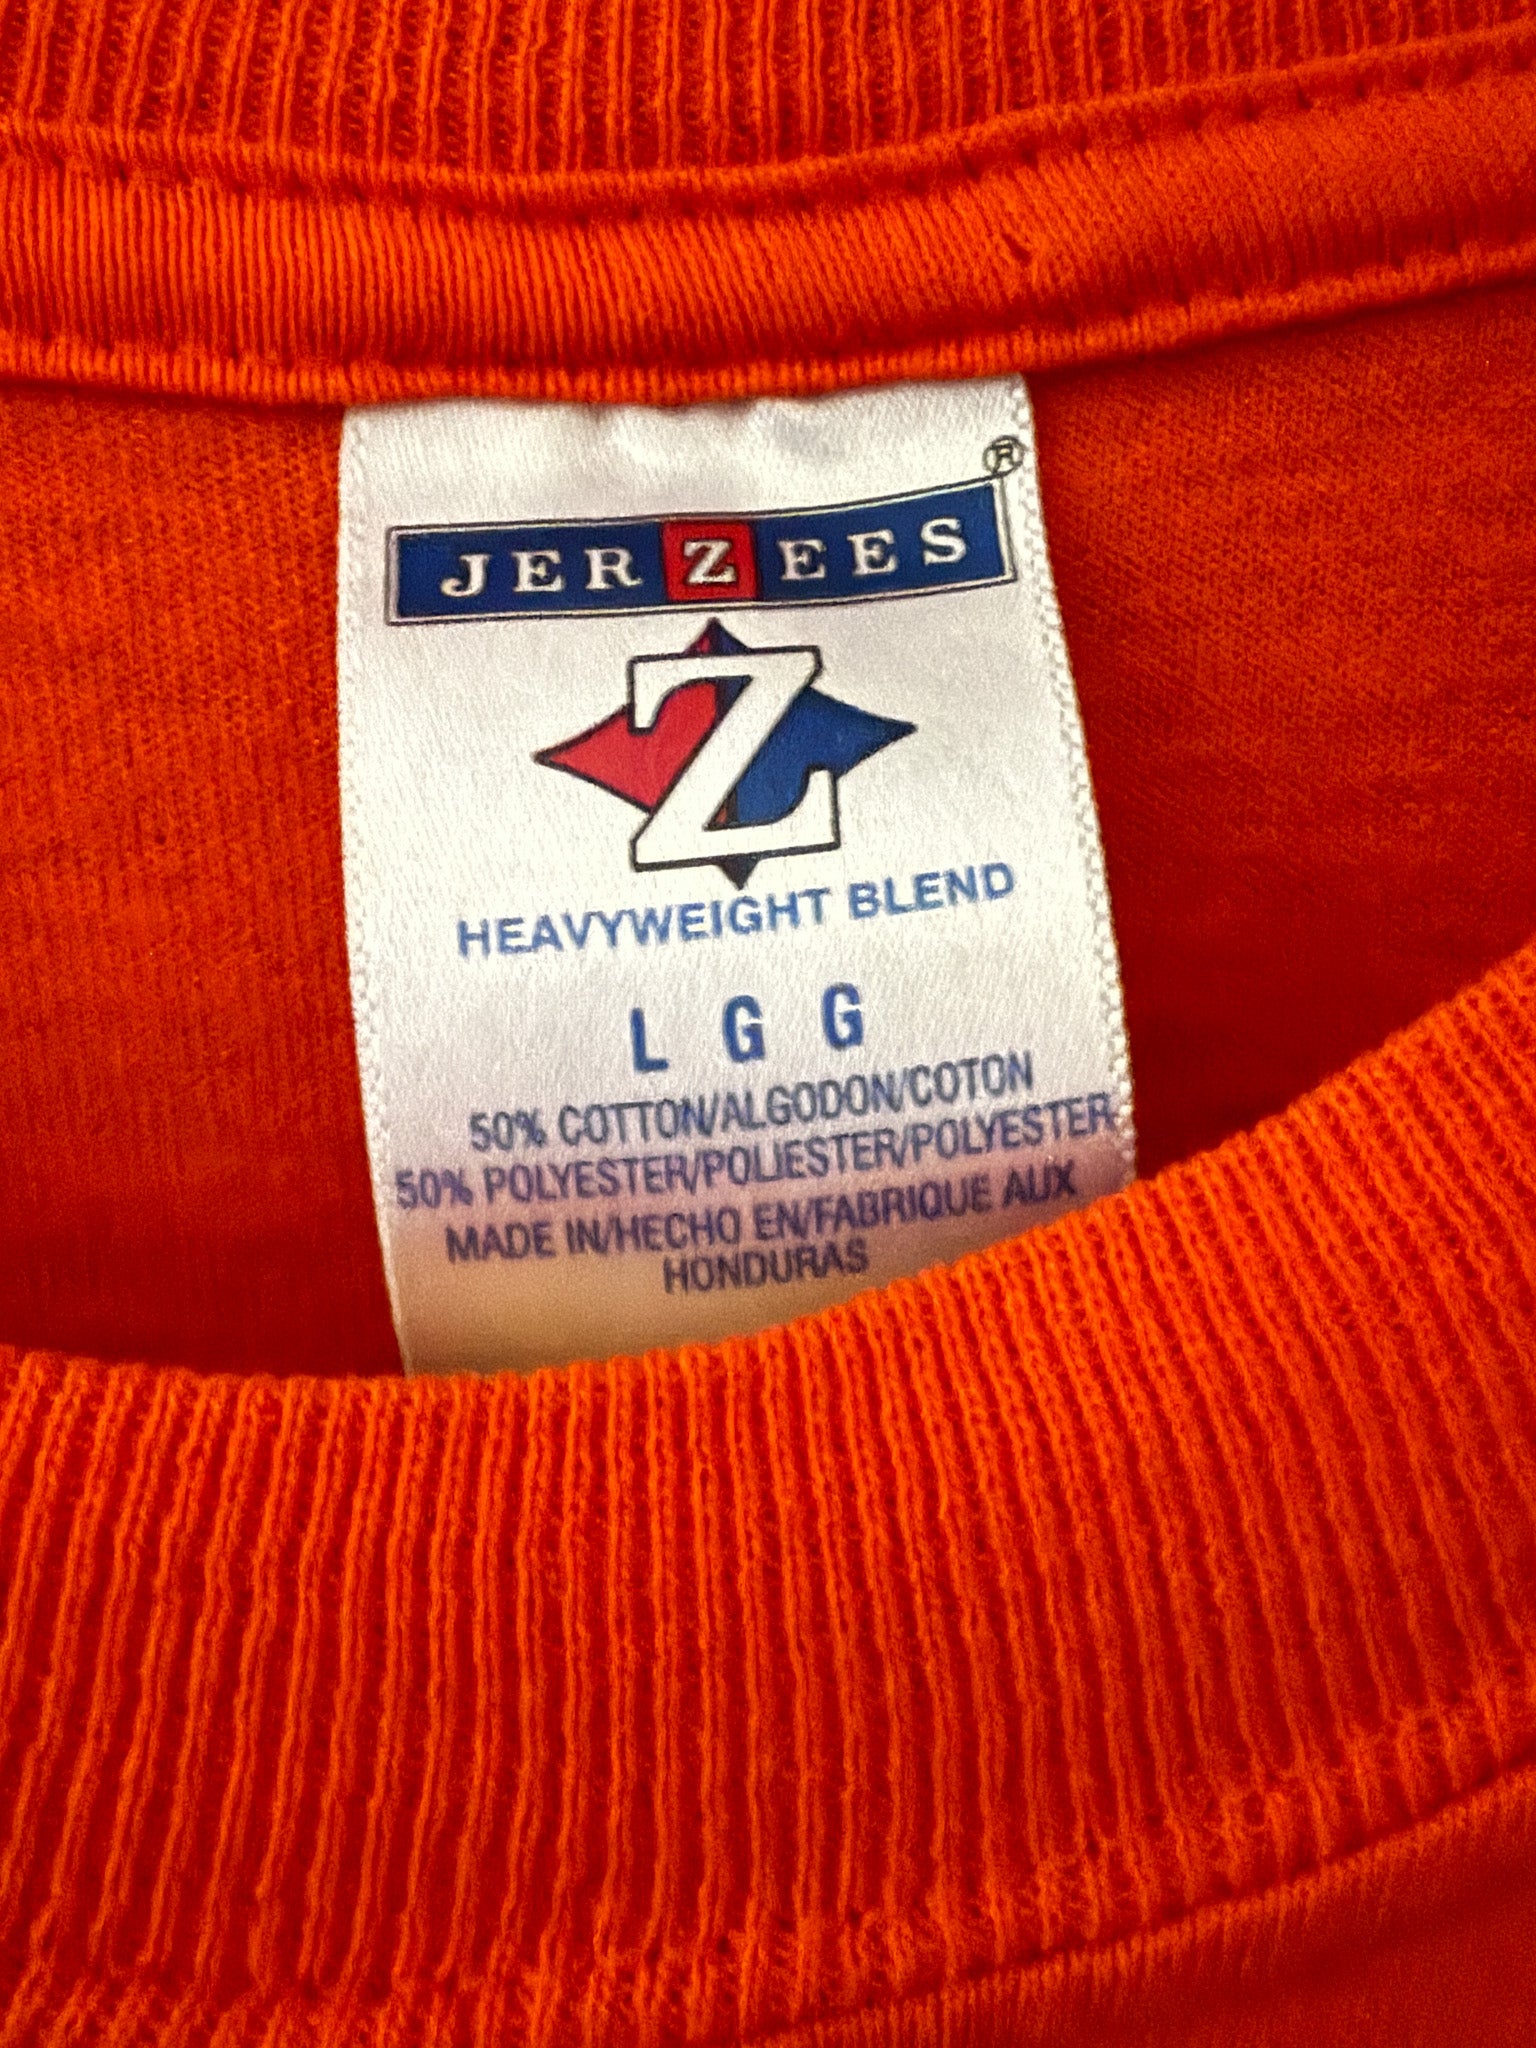 ®
JERZEES
Z
HEAVYWEIGHT BLEND
L G G
50% COTTON/ALGODON/COTON
50% POLYESTER/POLIESTER/POLYESTER
MADE IN/HECHO EN/FABRIQUE AUX
HONDURAS